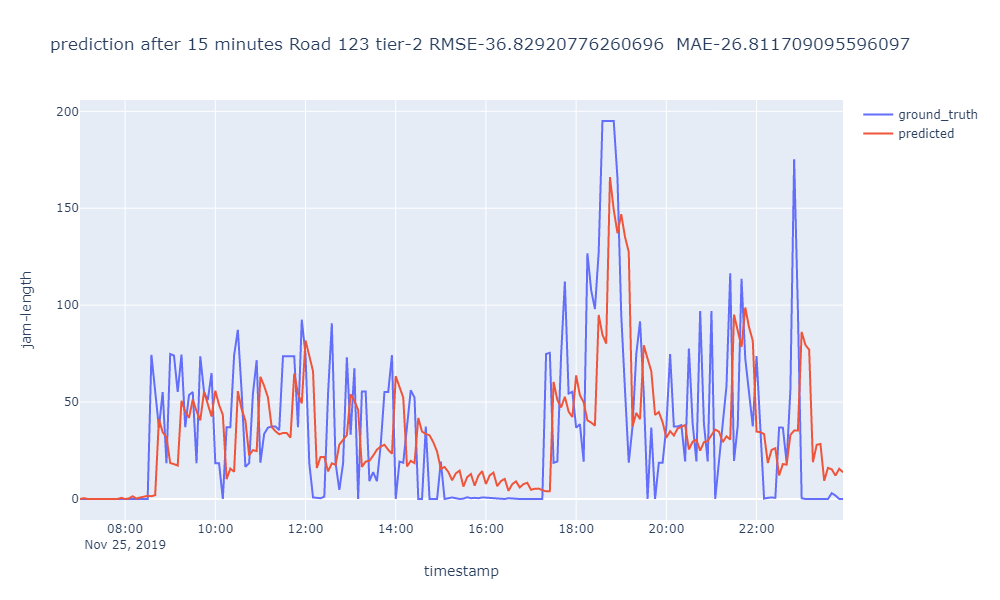 prediction after 15 minutes Road 123 tier-2 RMSE-36.82920776260696  MAE-26.811709095596097
ground_truth
predicted
200
150
100
50
0
jam-length
08:00 10:00 12:00 14:00 16:00 18:00 20:00 22:00
Nov 25, 2019
timestamp